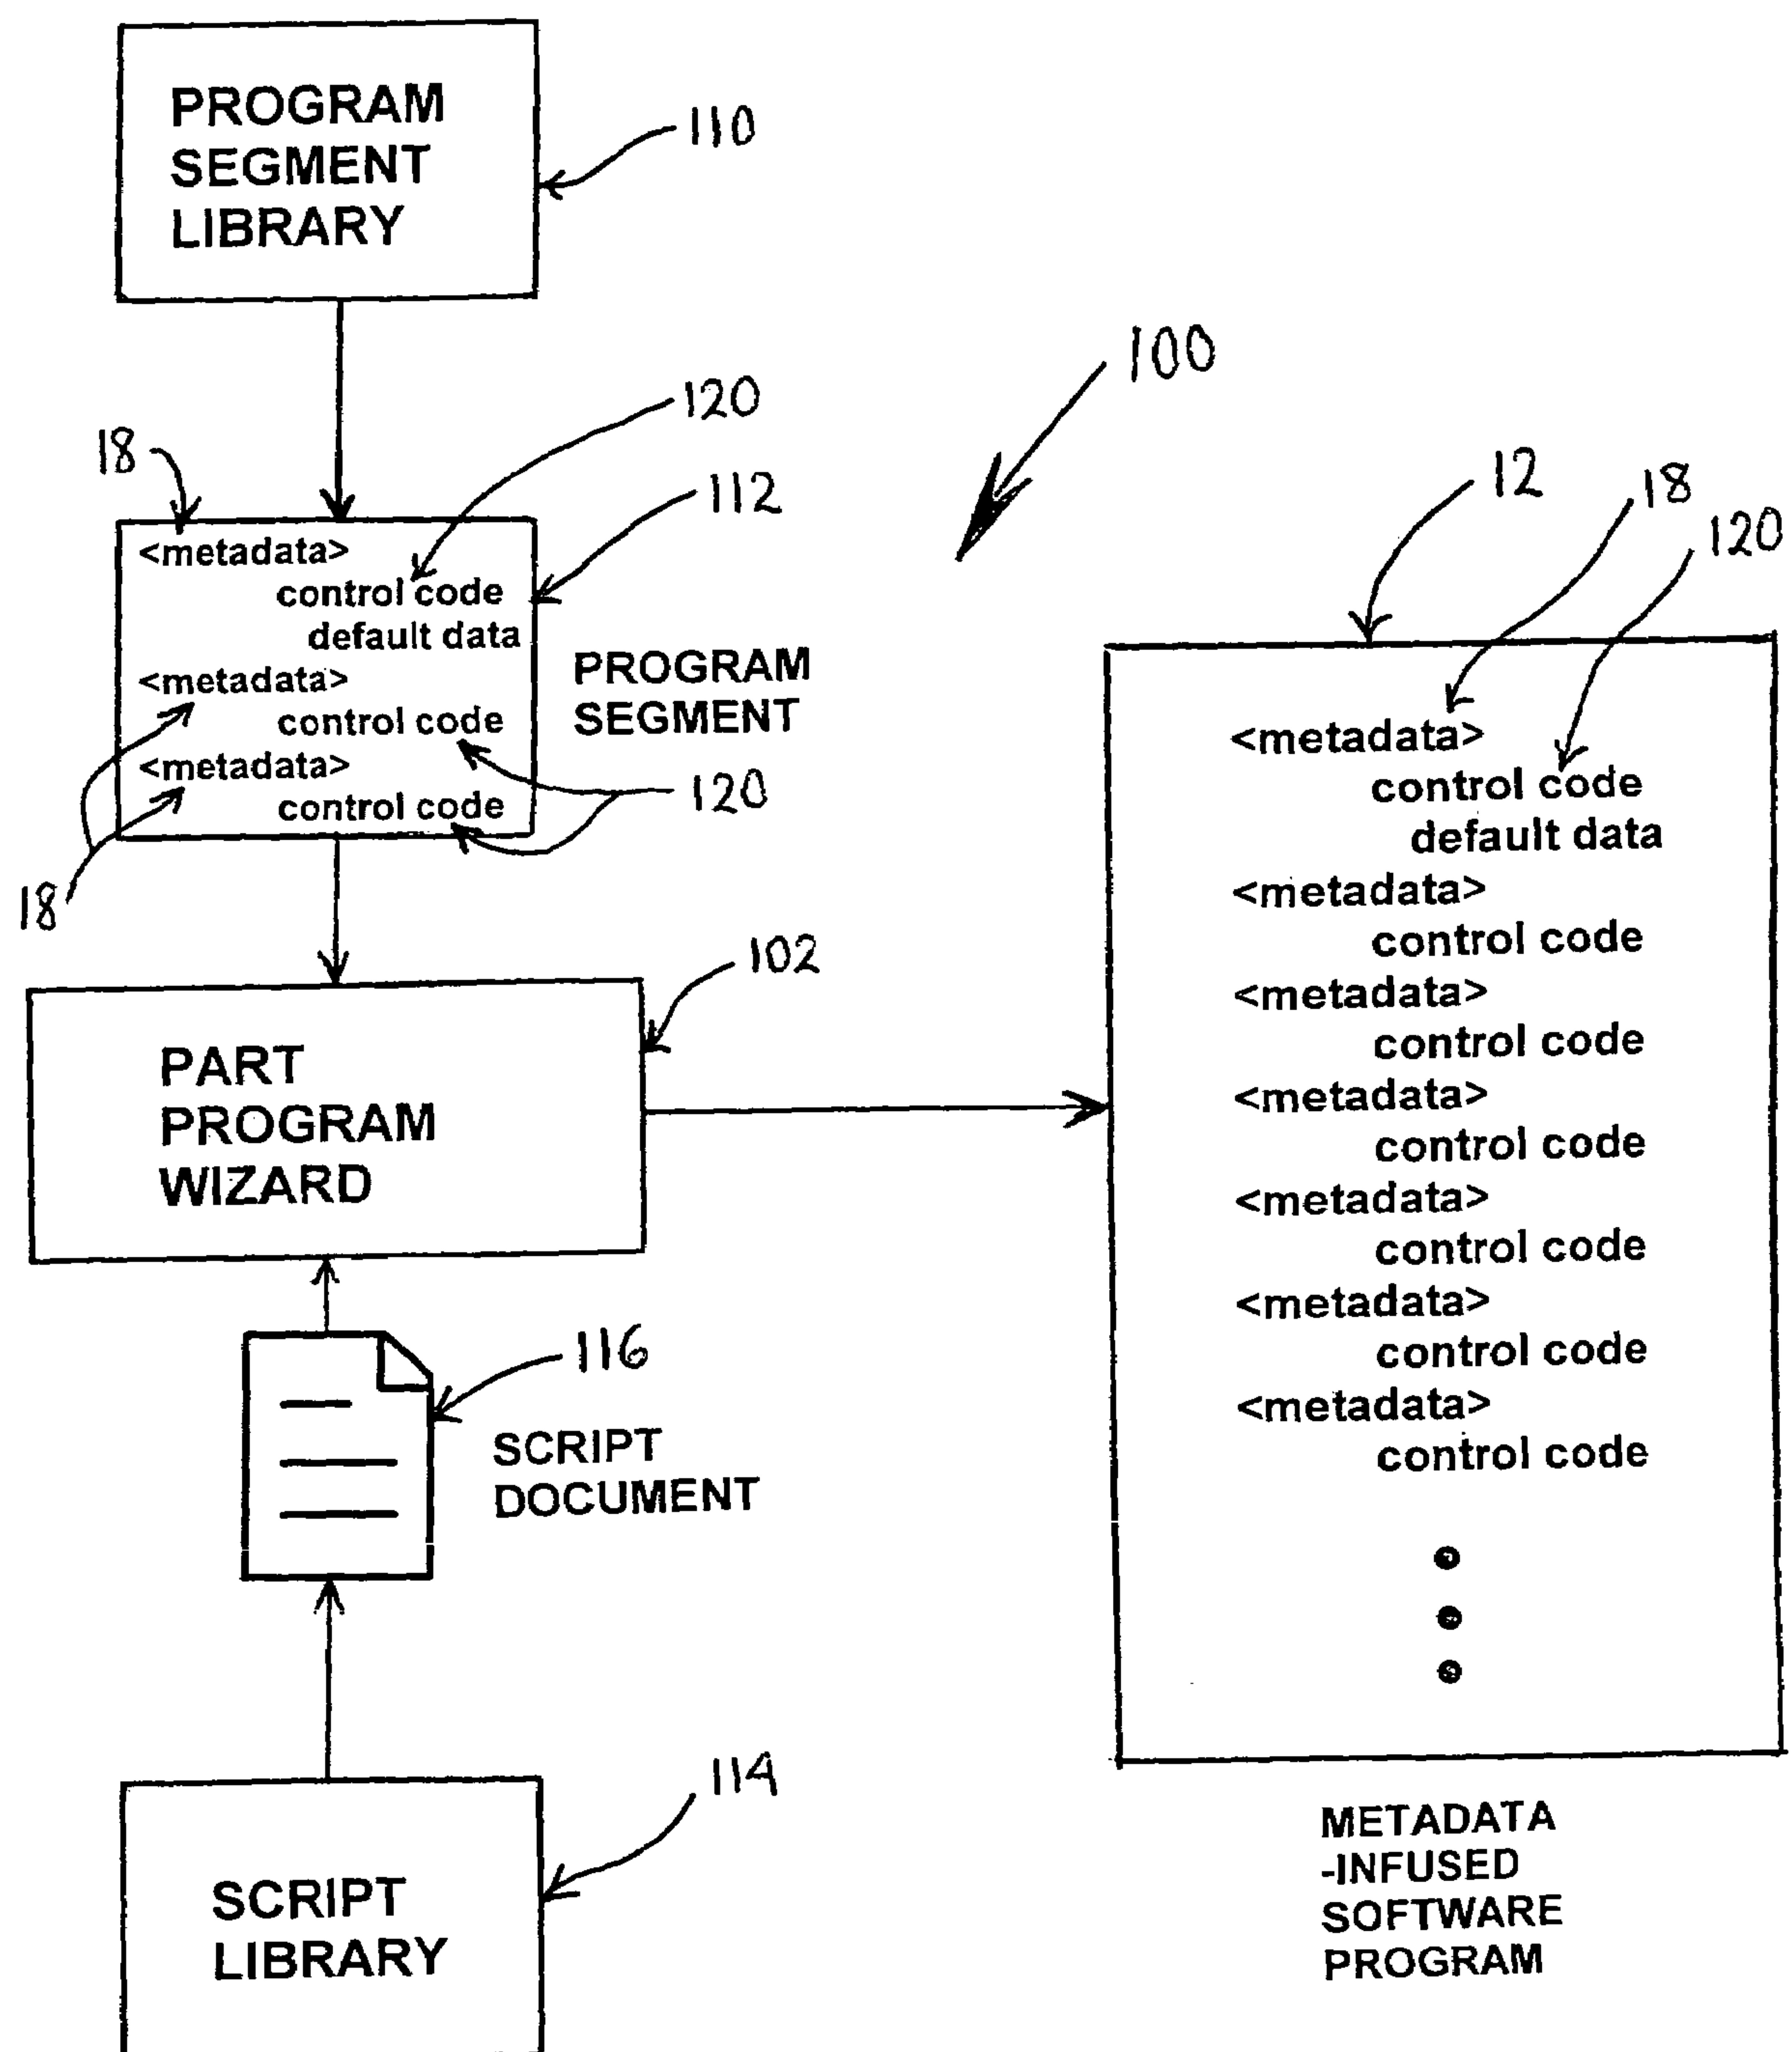 PROGRAM
SEGMENT
LIBRARY
110
100
120
18
112
<metadata>
control code
default data
<metadata>
control code
<metadata>
control code
PROGRAM
SEGMENT
120
18
102
PART
PROGRAM
WIZARD
116
SCRIPT
DOCUMENT
114
SCRIPT
LIBRARY
12
18
120
<metadata>
control code
default data
<metadata>
control code
<metadata>
control code
<metadata>
control code
<metadata>
control code
<metadata>
control code
<metadata>
control code
METADATA
-INFUSED
SOFTWARE
PROGRAM